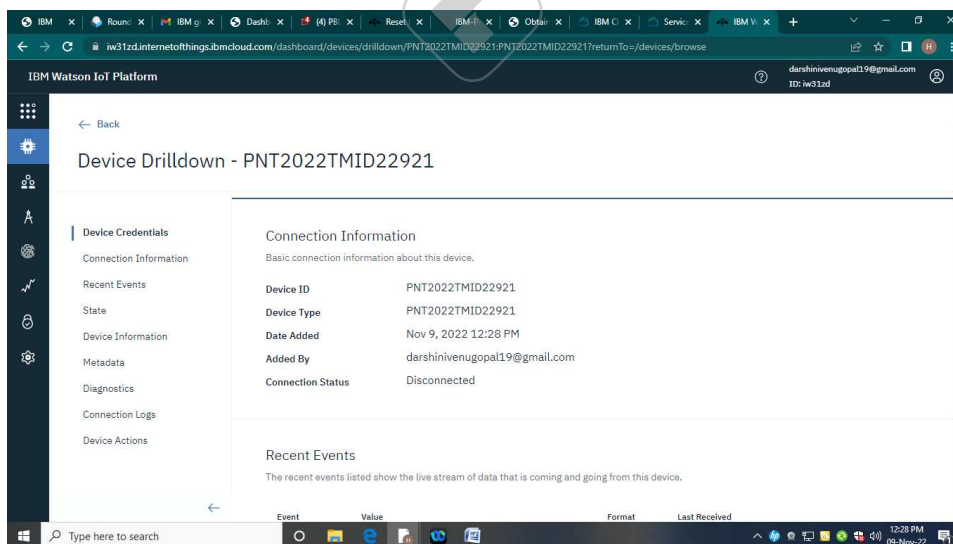 IBM
Round
IBM g
Dashb
(4) PBL
Reset
IBM-P
Obtain
IBM Cl
Service
IBM W
iw31zd.internetofthings.ibmcloud.com/dashboard/devices/drilldown/PNT2022TMID22921:PNT2022TMID22921?returnTo=/devices/browse
IBM Watson IoT Platform
darshinivenugopal19@gmail.com
ID: iw31zd
← Back
Device Drilldown - PNT2022TMID22921
Device Credentials
Connection Information
Recent Events
State
Device Information
Metadata
Diagnostics
Connection Logs
Device Actions
Connection Information
Basic connection information about this device.
Device ID PNT2022TMID22921
Device Type PNT2022TMID22921
Date Added Nov 9, 2022 12:28 PM
Added By darshinivenugopal19@gmail.com
Connection Status Disconnected
Recent Events
The recent events listed show the live stream of data that is coming and going from this device.
Event Value Format Last Received
Type here to search
12:28 PM
09-Nov-22